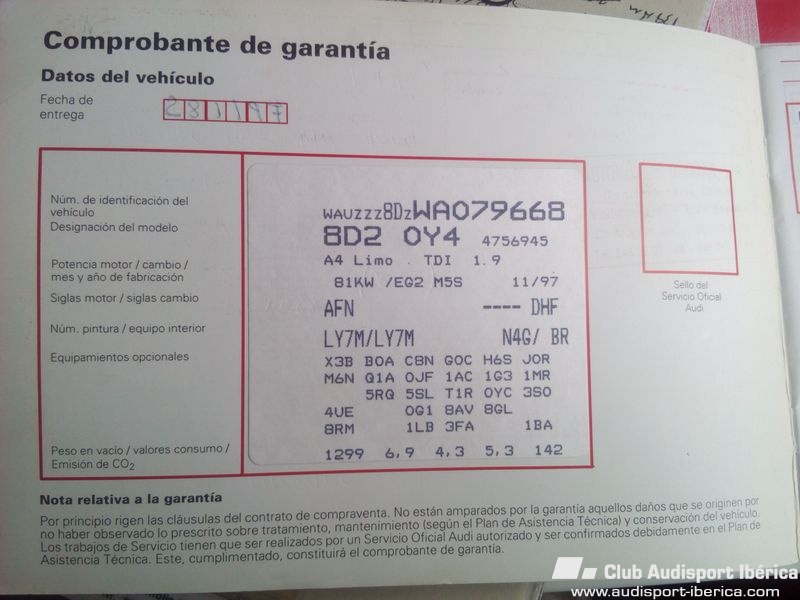 Comprobante de garantía
Datos del vehículo
Fecha de
entrega
281197
Núm. de identificación del
vehículo
WAUZZZ8DZWA079668
Designación del modelo
8D2 0Y4 4756945
A4 Limo . TDI 1.9
Potencia motor / cambio /
mes y año de fabricación
81KW /EG2 M5S 11/97
Siglas motor / siglas cambio
AFN ---- DHF
Núm. pintura / equipo interior
LY7M/LY7M N4G/ BR
Equipamientos opcionales
X3B B0A C8N G0C H6S J0R
M6N Q1A 0JF 1AC 1G3 1MR
5RQ 5SL T1R 0YC 3S0
4UE 0G1 8AV 8GL
8RM 1LB 3FA 1BA
Peso en vacio / valores consumo /
Emisión de CO2
1299 6,9 4,3 5,3 142
Sello del
Servicio Oficial
Audi
Nota relativa a la garantía
Por principio rigen las cláusulas del contrato de compraventa. No están amparados por la garantía aquellos daños que se originen por
no haber observado lo prescrito sobre tratamiento, mantenimiento (según el Plan de Asistencia Técnica) y conservación del vehículo.
Los trabajos de Servicio tienen que ser realizados por un Servicio Oficial Audi autorizado y ser confirmados debidamente en el Plan de
Asistencia Técnica. Este, cumplimentado, constituirá el comprobante de garantía.
Club Audisport Ibérica
www.audisport-iberica.com